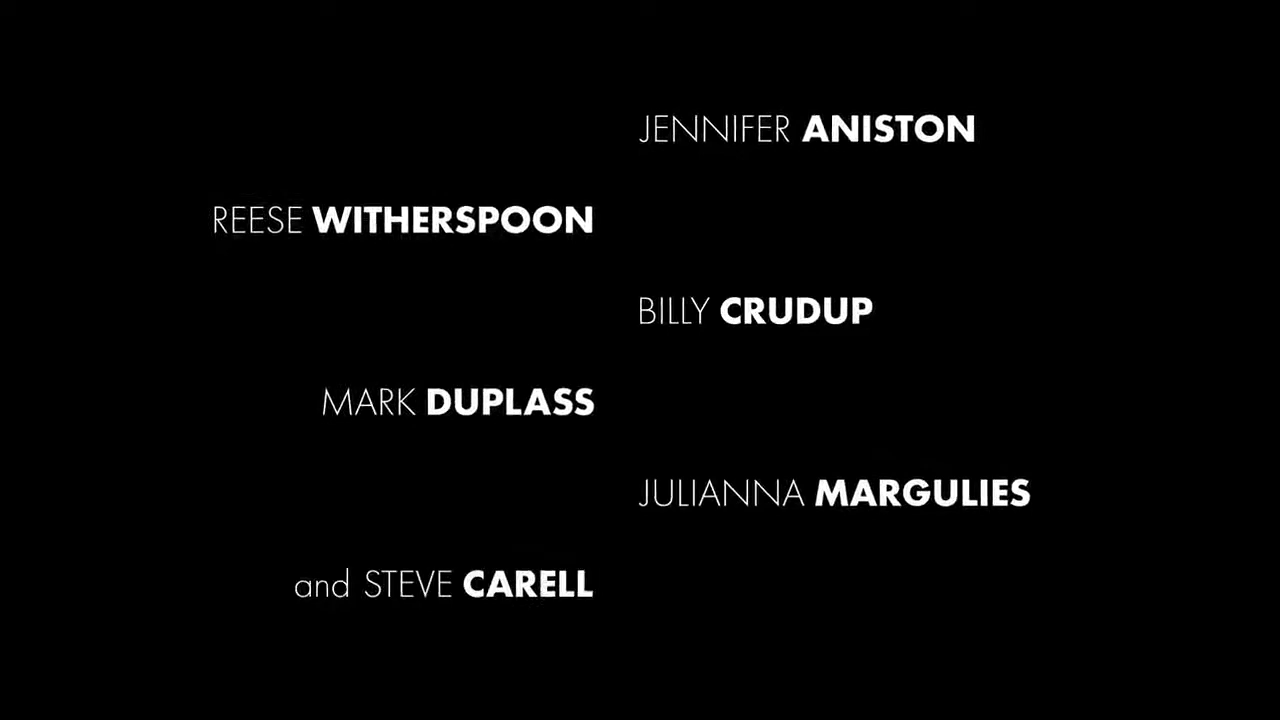 JENNIFER ANISTON
REESE WITHERSPOON
BILLY CRUDUP
MARK DUPLASS
JULIANNA MARGULIES
and STEVE CARELL